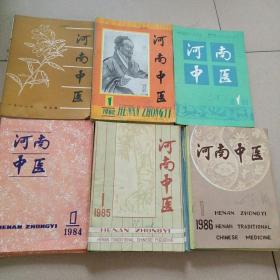 河南中医
河南中医
1
1982
HENAN ZHONGYI
河南
中医
1
河南
中医
HENAN ZHONGYI
1
1984
河南中医
1
1985
HENAN ZHONGYI
HENAN TRADITIONAL CHINESE MEDICINE
河南中医
1
1986
HENAN ZHONGYI
HENAN TRADITIONAL
CHINESE MEDICINE